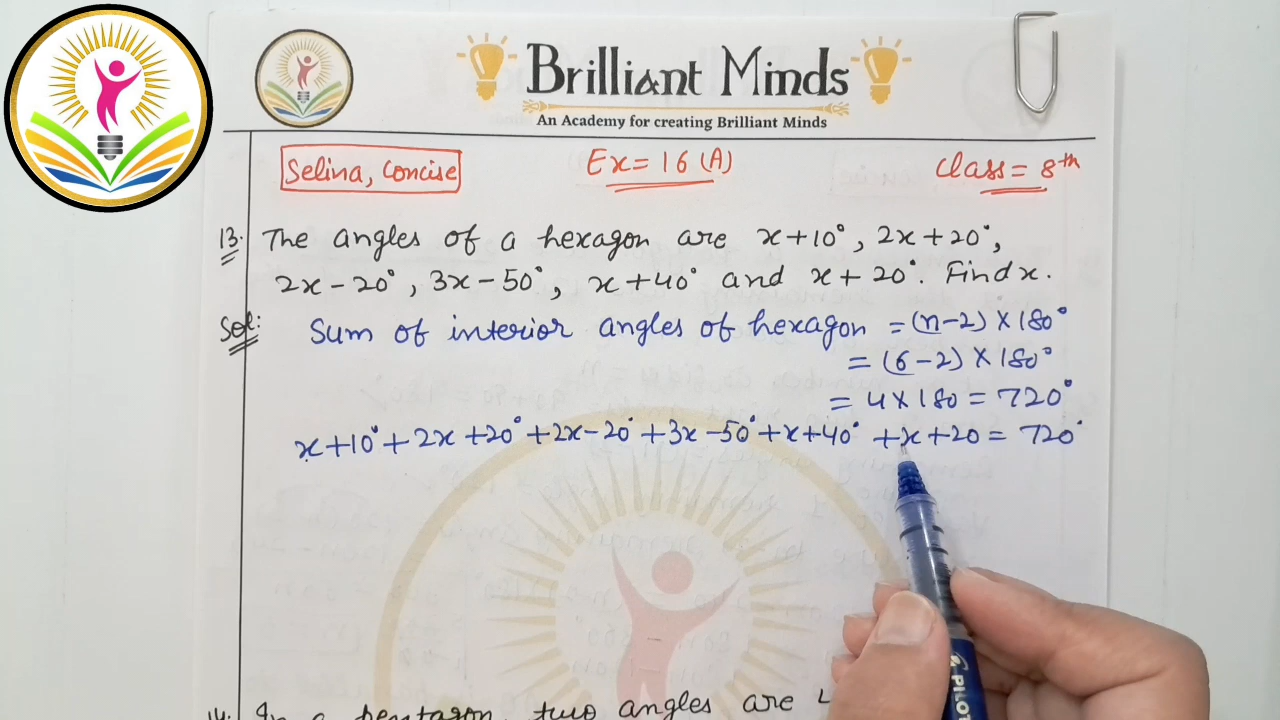 Brilliant Minds
An Academy for creating Brilliant Minds
Selina, Concise
Ex = 16 (A)
Class = 8th
13. The angles of a hexagon are x+10°, 2x+20°,
2x-20°, 3x-50°, x+40° and x+20°. Find x.
Sol: Sum of interior angles of hexagon = (n-2) × 180°
= (6-2) × 180°
= 4 × 180 = 720°
x+10°+2x+20°+2x-20°+3x-50°+x+40°+x+20=720°
14. In a pentagon, two angles are
PILOT